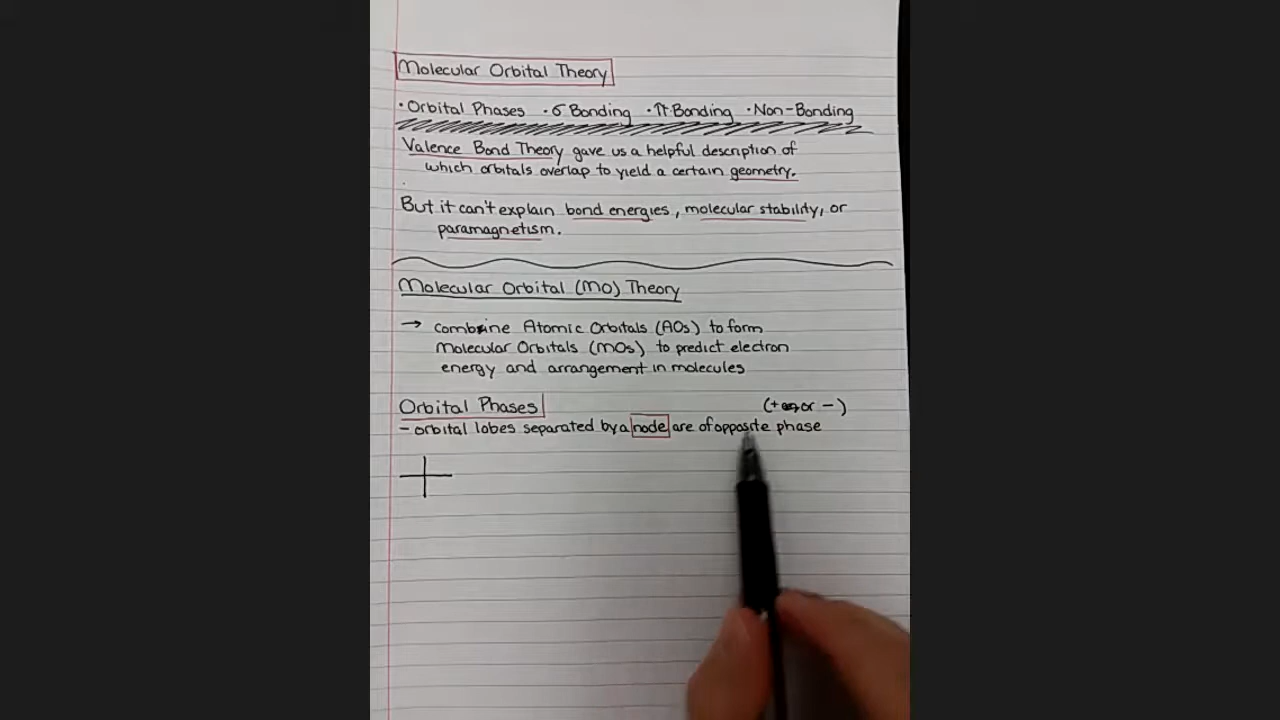 Molecular Orbital Theory
• Orbital Phases • σ Bonding • π Bonding • Non-Bonding
Valence Bond Theory gave us a helpful description of
which orbitals overlap to yield a certain geometry.
But it can't explain bond energies, molecular stability, or
paramagnetism.
Molecular Orbital (MO) Theory
→ combine Atomic Orbitals (AOs) to form
Molecular Orbitals (MOs) to predict electron
energy and arrangement in molecules
Orbital Phases (+ or -)
- orbital lobes separated by a node are of opposite phase